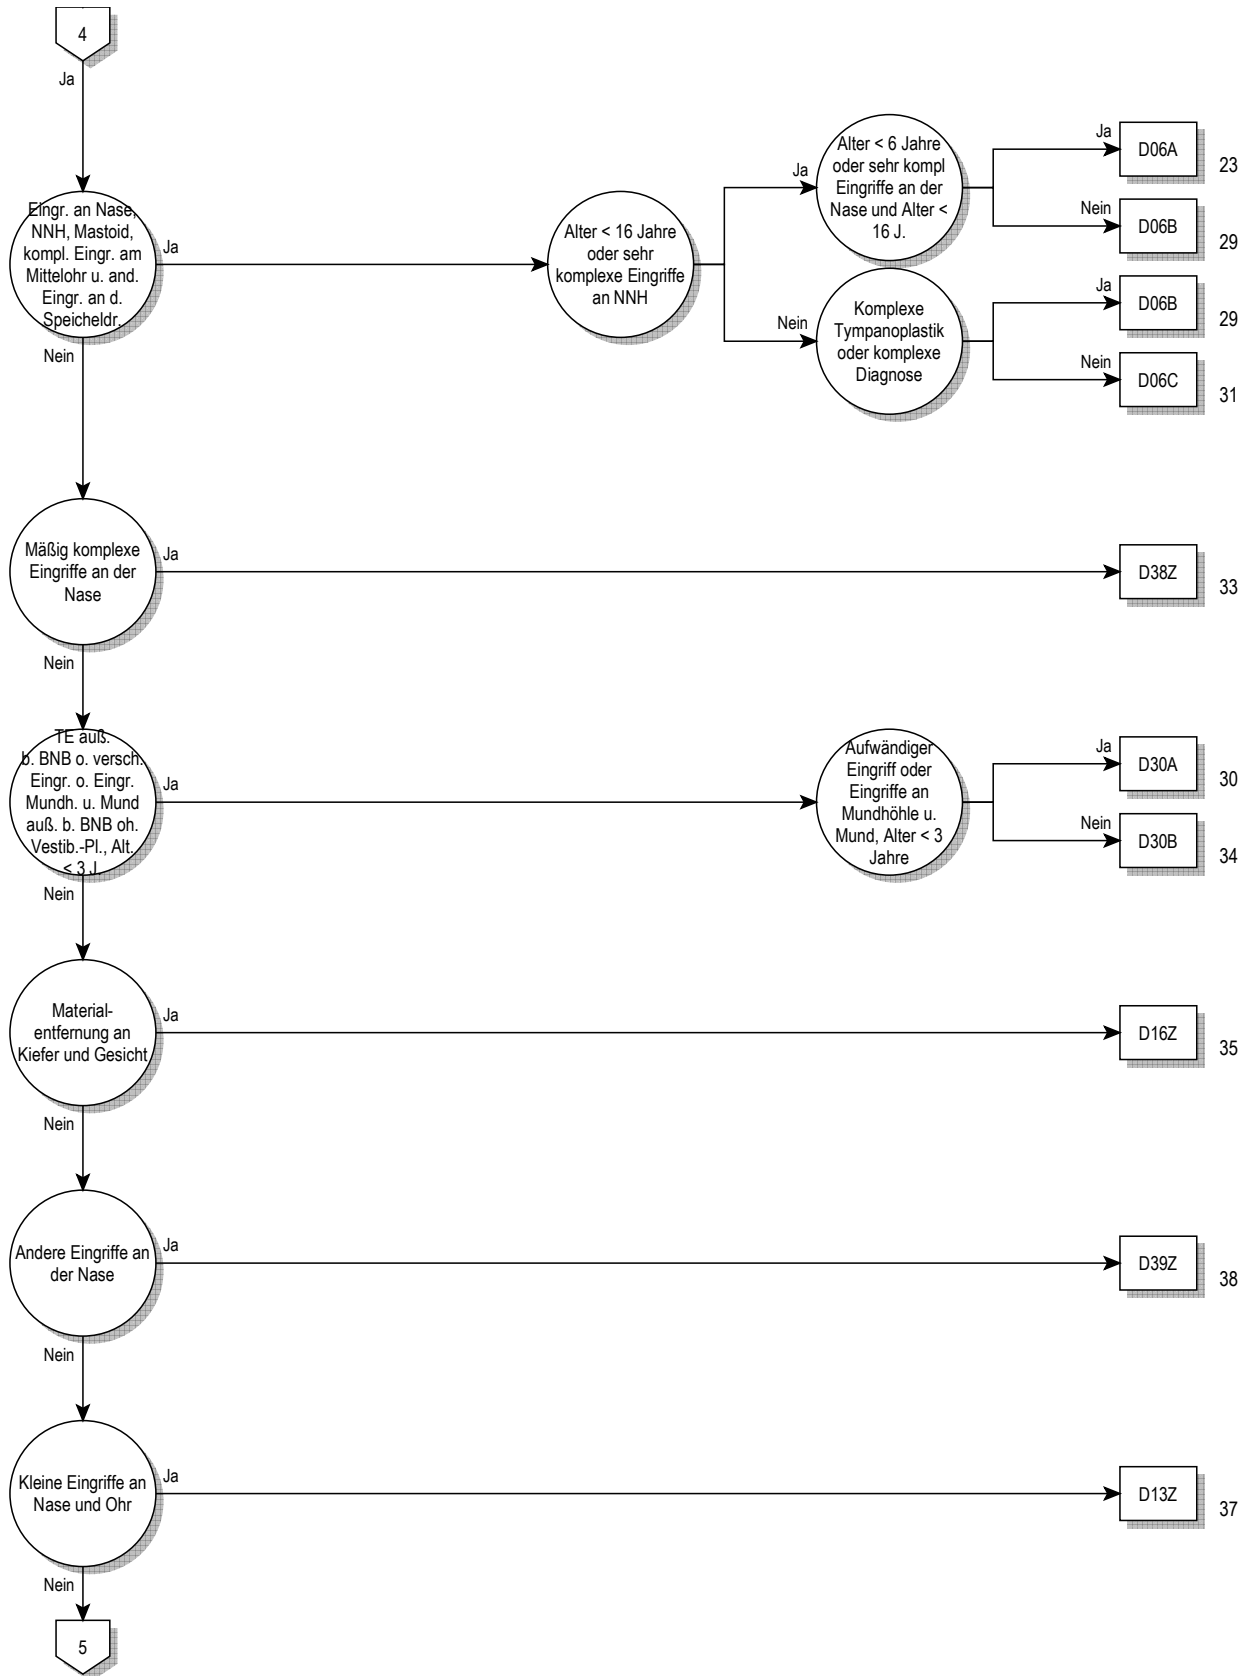 4
Ja
Eingr. an Nase,
NNH, Mastoid,
kompl. Eingr. am
Mittelohr u. and.
Eingr. an d.
Speicheldr.
Ja
Alter < 16 Jahre
oder sehr
komplexe Eingriffe
an NNH
Ja
Alter < 6 Jahre
oder sehr kompl
Eingriffe an der
Nase und Alter <
16 J.
Ja
D06A
23
Nein
D06B
29
Nein
Komplexe
Tympanoplastik
oder komplexe
Diagnose
Ja
D06B
29
Nein
D06C
31
Nein
Mäßig komplexe
Eingriffe an der
Nase
Ja
D38Z
33
Nein
TE auß.
b. BNB o. versch.
Eingr. o. Eingr.
Mundh. u. Mund
auß. b. BNB oh.
Vestib.-Pl., Alt.
< 3 J.
Ja
Aufwändiger
Eingriff oder
Eingriffe an
Mundhöhle u.
Mund, Alter < 3
Jahre
Ja
D30A
30
Nein
D30B
34
Nein
Material-
entfernung an
Kiefer und Gesicht
Ja
D16Z
35
Nein
Andere Eingriffe an
der Nase
Ja
D39Z
38
Nein
Kleine Eingriffe an
Nase und Ohr
Ja
D13Z
37
Nein
5